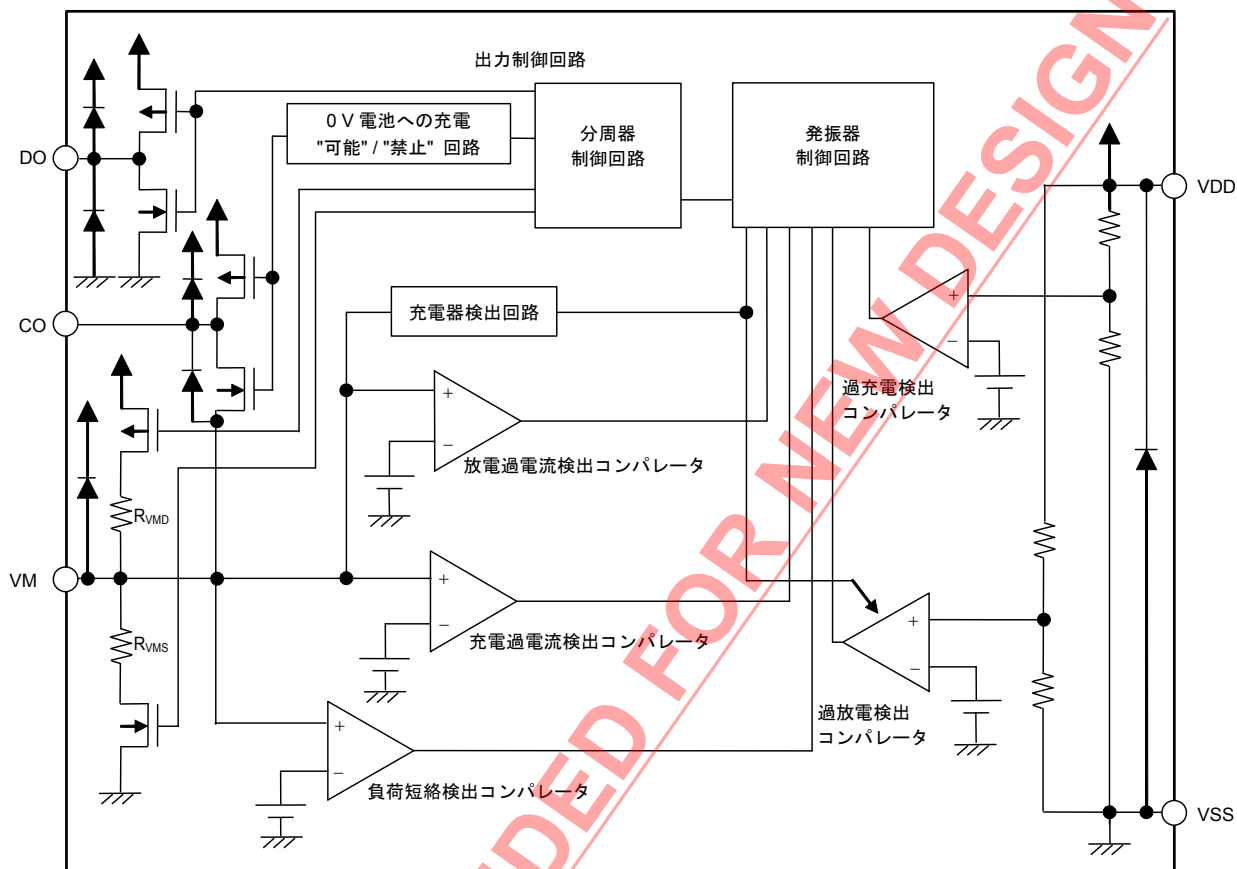 出力制御回路
0 V 電池への充電
"可能" / "禁止" 回路
分周器
制御回路
発振器
制御回路
DO
VDD
CO
充電器検出回路
+
−
過充電検出
コンパレータ
+
−
放電過電流検出コンパレータ
RVMD
VM
+
−
充電過電流検出コンパレータ
RVMS
+
−
過放電検出
コンパレータ
+
−
負荷短絡検出コンパレータ
VSS
NDED FOR NEW DESIGN